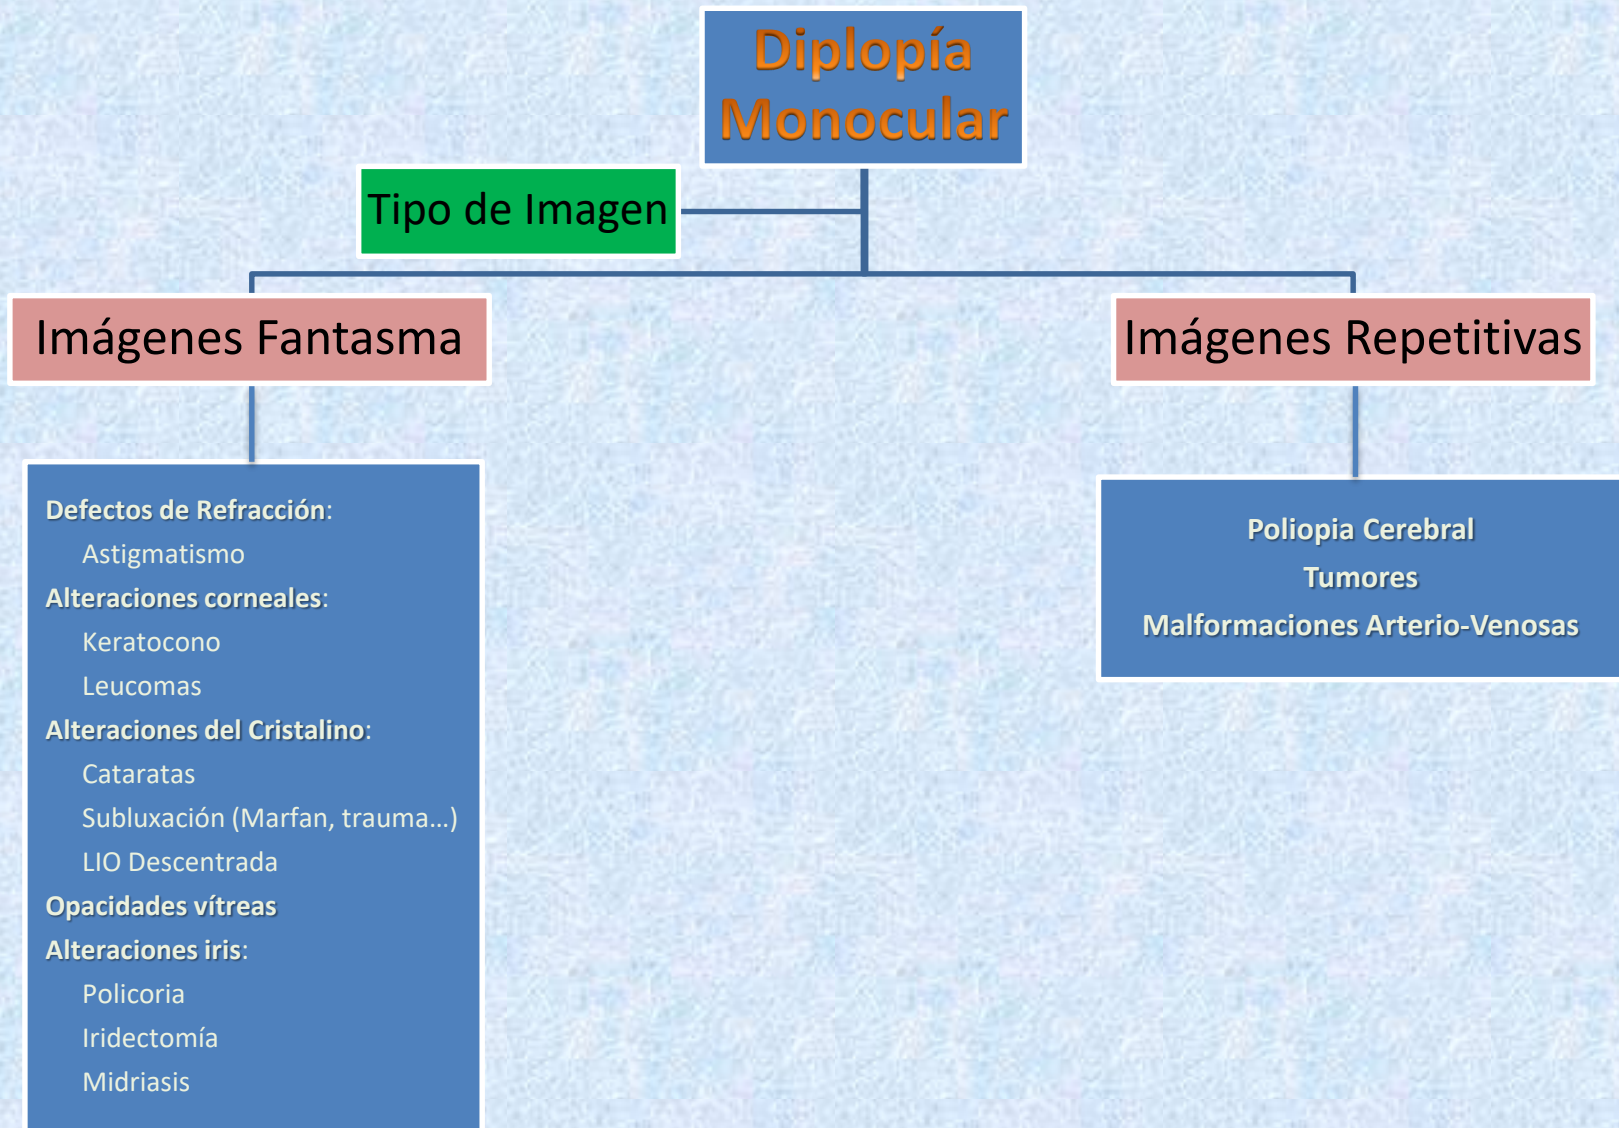 Diplopía
Monocular
Tipo de Imagen
Imágenes Fantasma
Imágenes Repetitivas
Defectos de Refracción:
Astigmatismo
Alteraciones corneales:
Keratocono
Leucomas
Alteraciones del Cristalino:
Cataratas
Subluxación (Marfan, trauma…)
LIO Descentrada
Opacidades vítreas
Alteraciones iris:
Policoria
Iridectomía
Midriasis
Poliopia Cerebral
Tumores
Malformaciones Arterio-Venosas